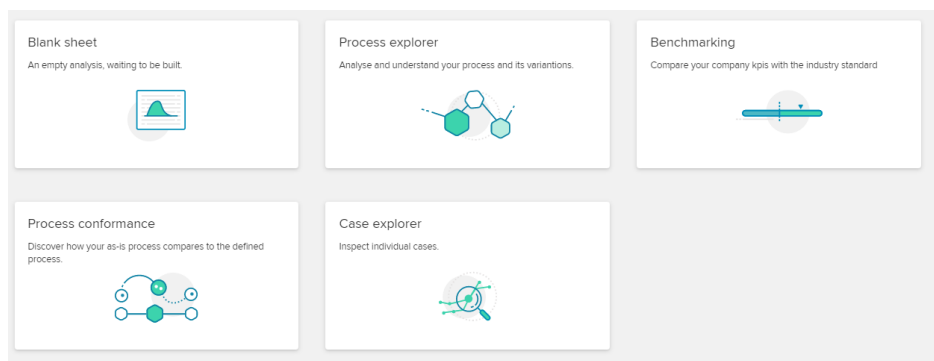 Blank sheet
An empty analysis, waiting to be built.
Process explorer
Analyse and understand your process and its variantions.
Benchmarking
Compare your company kpis with the industry standard
Process conformance
Discover how your as-is process compares to the defined
process.
Case explorer
Inspect individual cases.